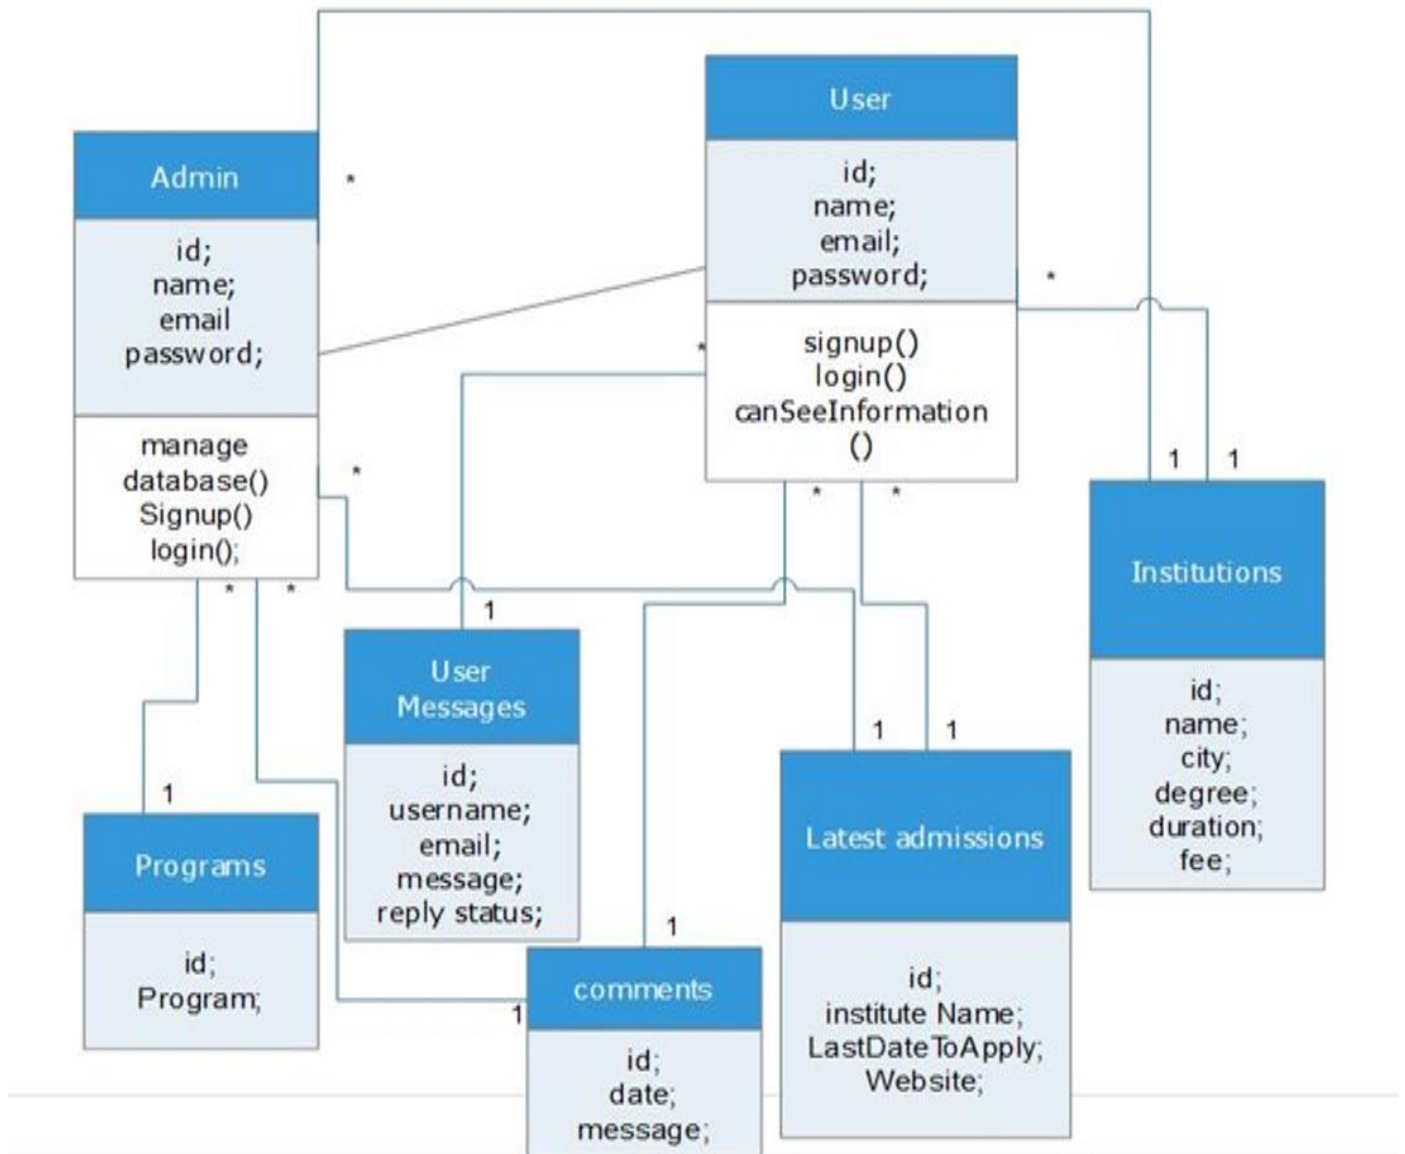 User
id;
name;
email;
password;
signup()
login()
canSeeInformation
()
*
*
*
*
Admin
id;
name;
email
password;
manage
database()
Signup()
login();
*
*
*
*
1
1
Institutions
id;
name;
city;
degree;
duration;
fee;
1
User
Messages
id;
username;
email;
message;
reply status;
1
1
Latest admissions
id;
institute Name;
LastDateToApply;
Website;
1
Programs
id;
Program;
1
1
comments
id;
date;
message;